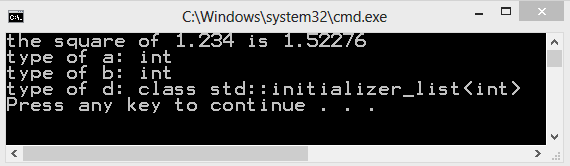 C:\Windows\system32\cmd.exe
the square of 1.234 is 1.52276
type of a: int
type of b: int
type of d: class std::initializer_list<int>
Press any key to continue . . .